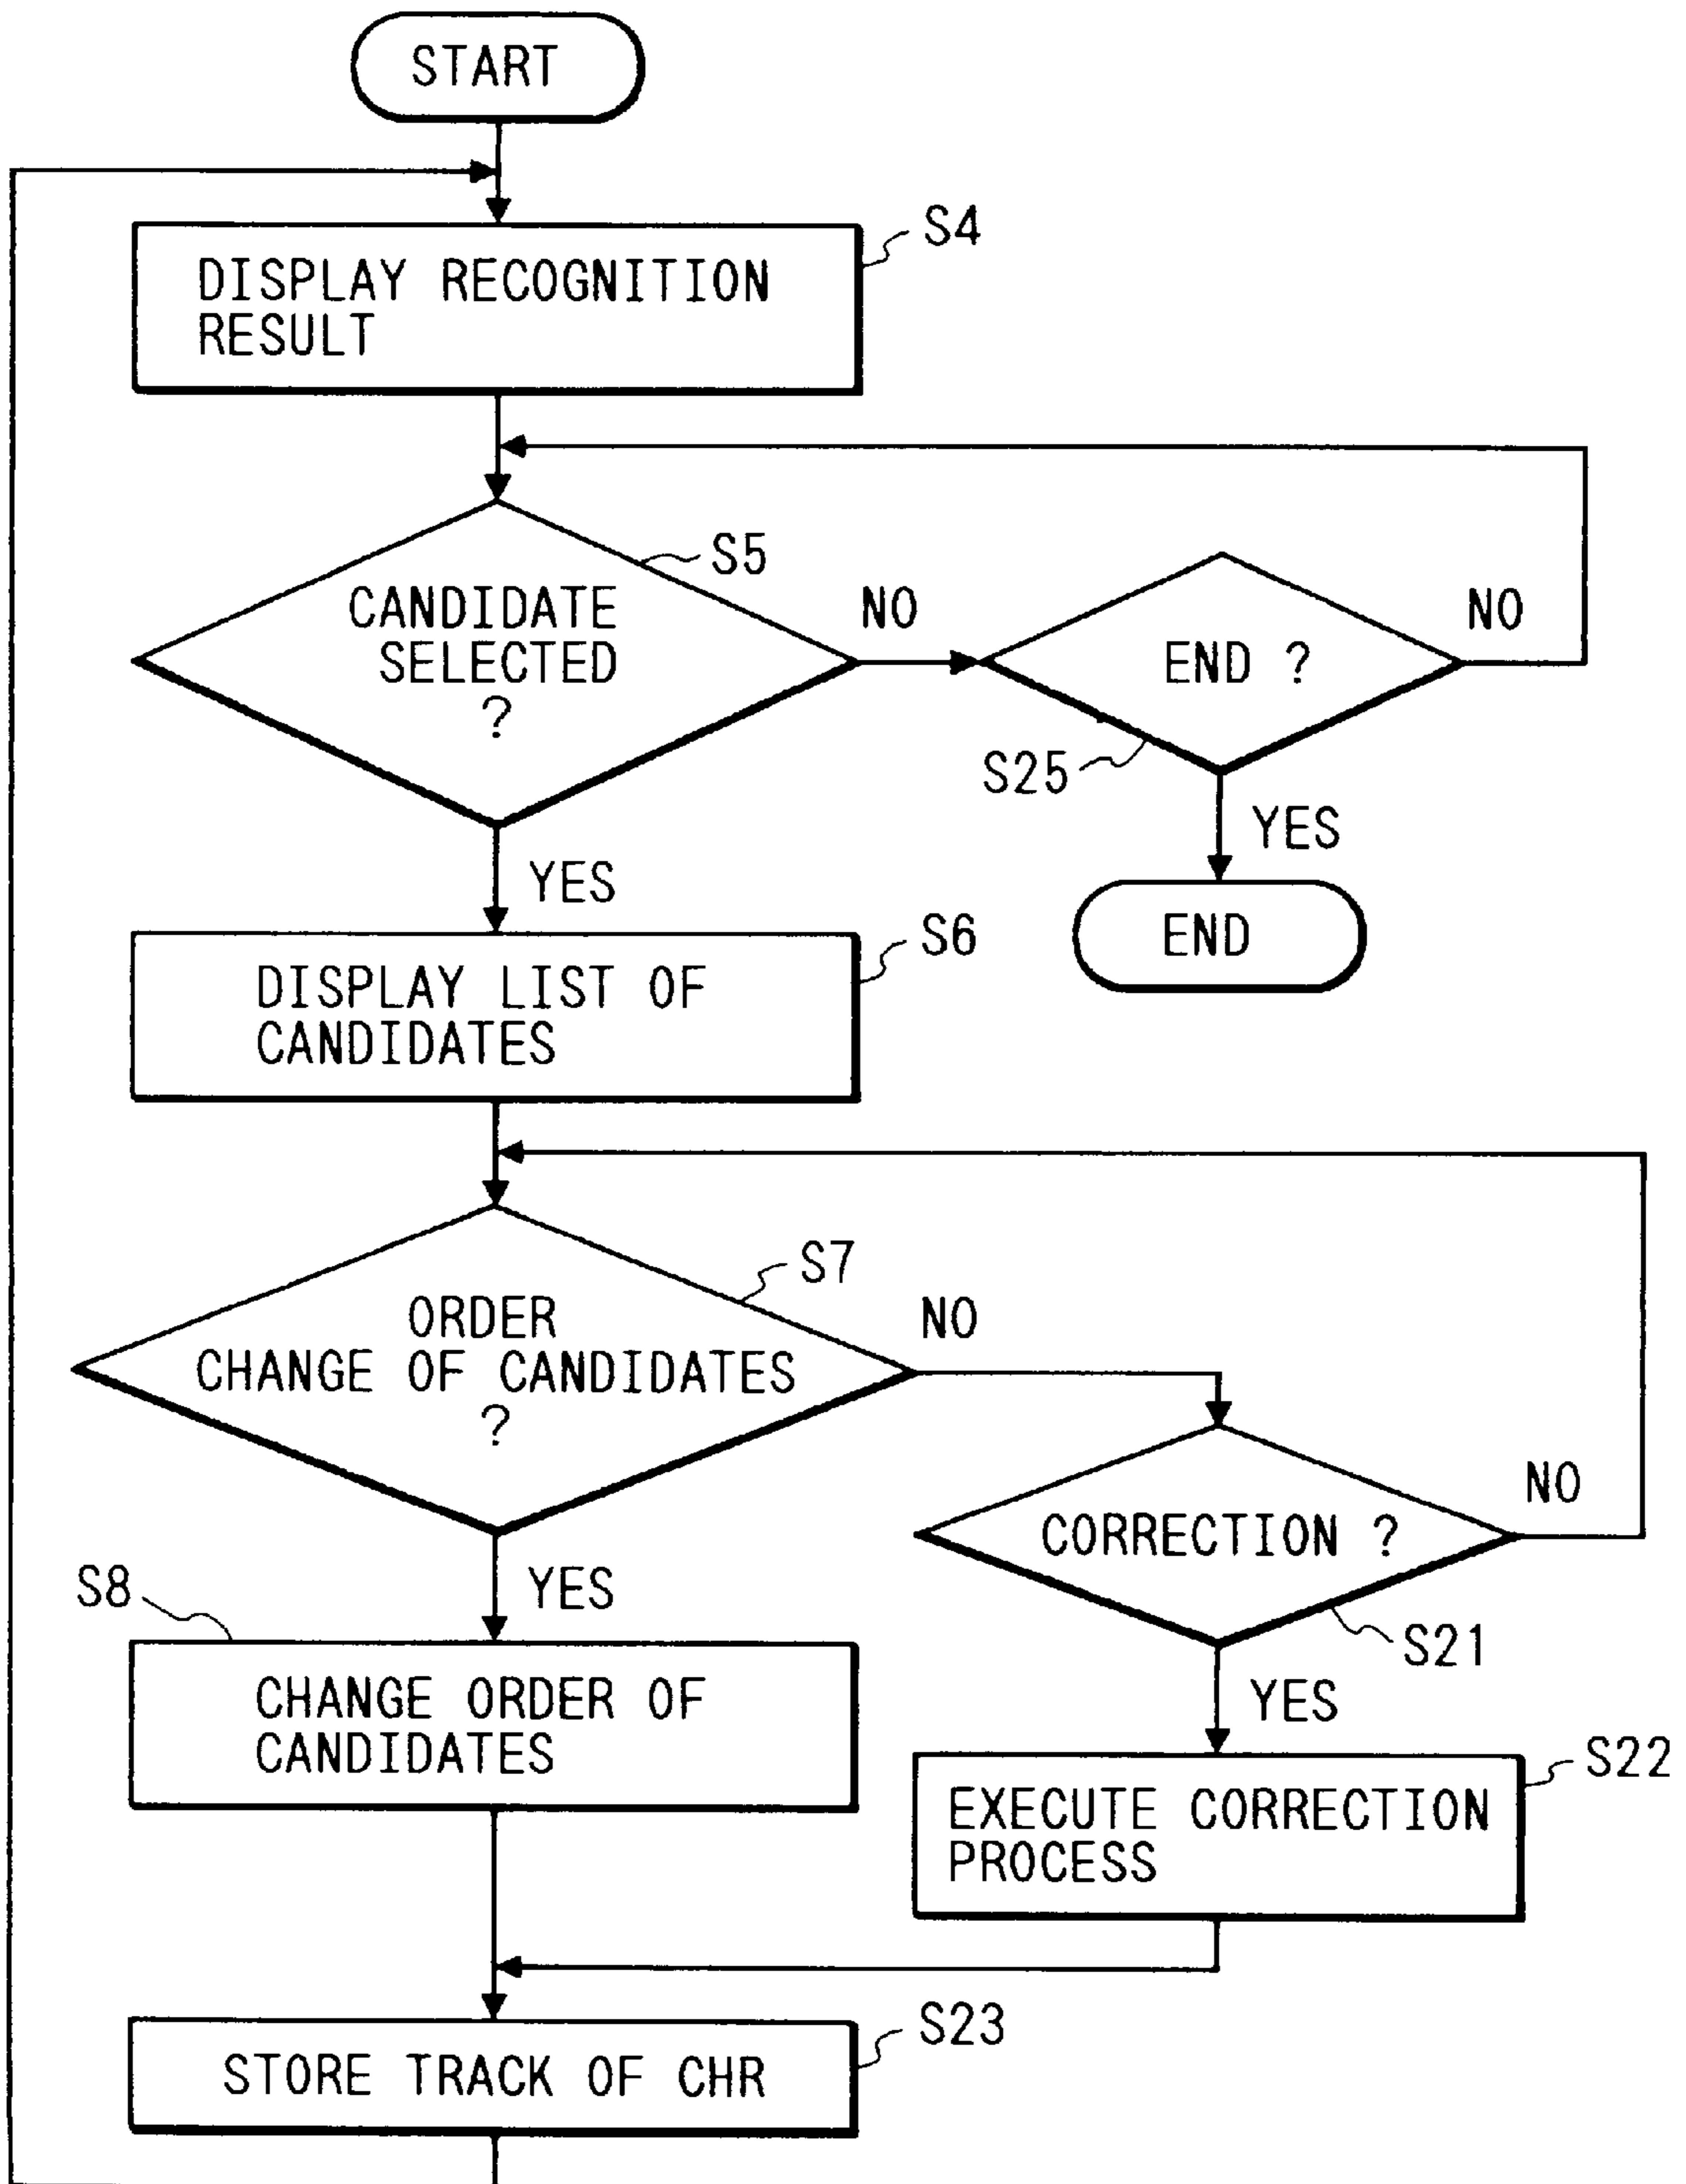 START
S4
DISPLAY RECOGNITION
RESULT
S5
CANDIDATE
SELECTED
?
NO
END ?
NO
S25
YES
YES
END
S6
DISPLAY LIST OF
CANDIDATES
S7
ORDER
CHANGE OF CANDIDATES
?
NO
CORRECTION ?
NO
S21
YES
S8
YES
CHANGE ORDER OF
CANDIDATES
S22
EXECUTE CORRECTION
PROCESS
S23
STORE TRACK OF CHR